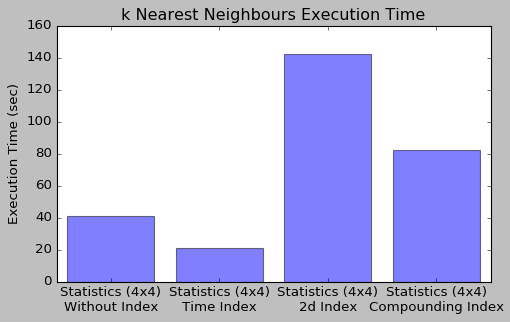 k Nearest Neighbours Execution Time
160
140
120
100
80
60
40
20
0
Execution Time (sec)
Statistics (4x4) Statistics (4x4) Statistics (4x4) Statistics (4x4)
Without Index Time Index 2d Index Compounding Index